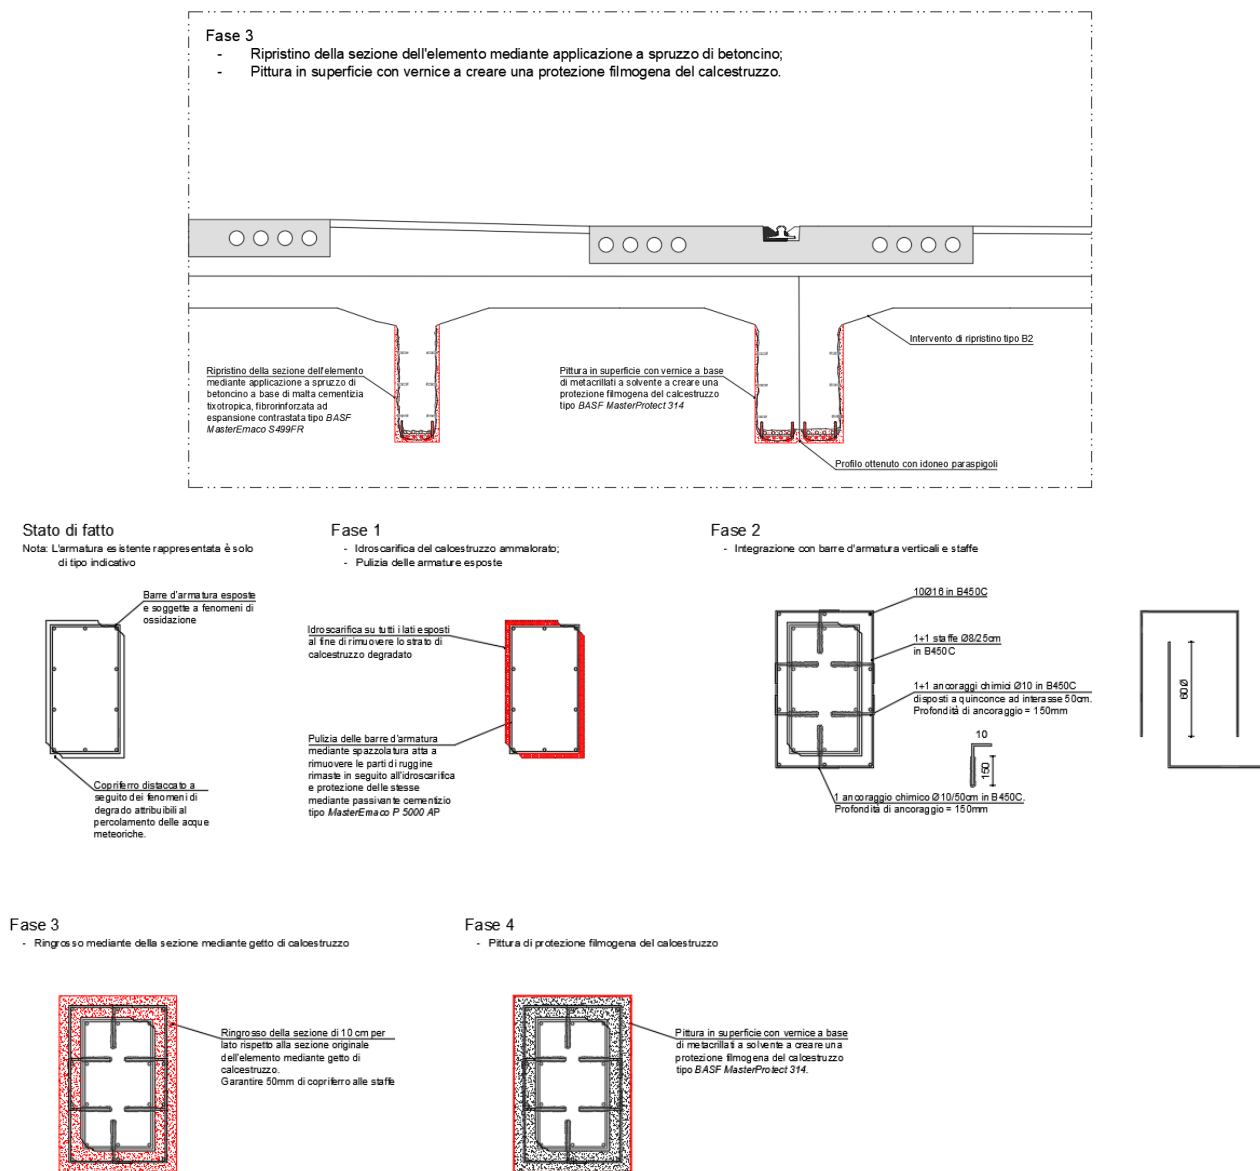 Fase 3
- Ripristino della sezione dell'elemento mediante applicazione a spruzzo di betoncino;
- Pittura in superficie con vernice a creare una protezione filmogena del calcestruzzo.
Intervento di ripristino tipo B2
Ripristino della sezione dell'elemento
mediante applicazione a spruzzo di
betoncino a base di malta cementizia
tixotropica, fibrorinforzata ad
espansione contrastata tipo BASF
MasterEmaco S499FR
Pittura in superficie con vernice a base
di metacrillati a solvente a creare una
protezione filmogena del calcestruzzo
tipo BASF MasterProtect 314
Profilo ottenuto con idoneo paraspigoli
Stato di fatto
Nota: L'armatura esistente rappresentata è solo
di tipo indicativo
Barre d'armatura esposte
e soggette a fenomeni di
ossidazione
Copriferro distaccato a
seguito dei fenomeni di
degrado attribuibili al
percolamento delle acque
meteoriche.
Fase 1
- Idroscarifica del calcestruzzo ammalorato;
- Pulizia delle armature esposte
Idroscarifica su tutti i lati esposti
al fine di rimuovere lo strato di
calcestruzzo degradato
Pulizia delle barre d'armatura
mediante spazzolatura atta a
rimuovere le parti di ruggine
rimaste in seguito all'idroscarifica
e protezione delle stesse
mediante passivante cementizio
tipo MasterEmaco P 5000 AP
Fase 2
- Integrazione con barre d'armatura verticali e staffe
10Ø16 in B450C
1+1 staffe Ø8/25cm
in B450C
1+1 ancoraggi chimici Ø10 in B450C
disposti a quinconce ad interasse 50cm.
Profondità di ancoraggio = 150mm
10
150
1 ancoraggio chimico Ø10/50cm in B450C.
Profondità di ancoraggio = 150mm
60Ø
Fase 3
- Ringrosso mediante della sezione mediante getto di calcestruzzo
Ringrosso della sezione di 10 cm per
lato rispetto alla sezione originale
dell'elemento mediante getto di
calcestruzzo.
Garantire 50mm di copriferro alle staffe
Fase 4
- Pittura di protezione filmogena del calcestruzzo
Pittura in superficie con vernice a base
di metacrillati a solvente a creare una
protezione filmogena del calcestruzzo
tipo BASF MasterProtect 314.